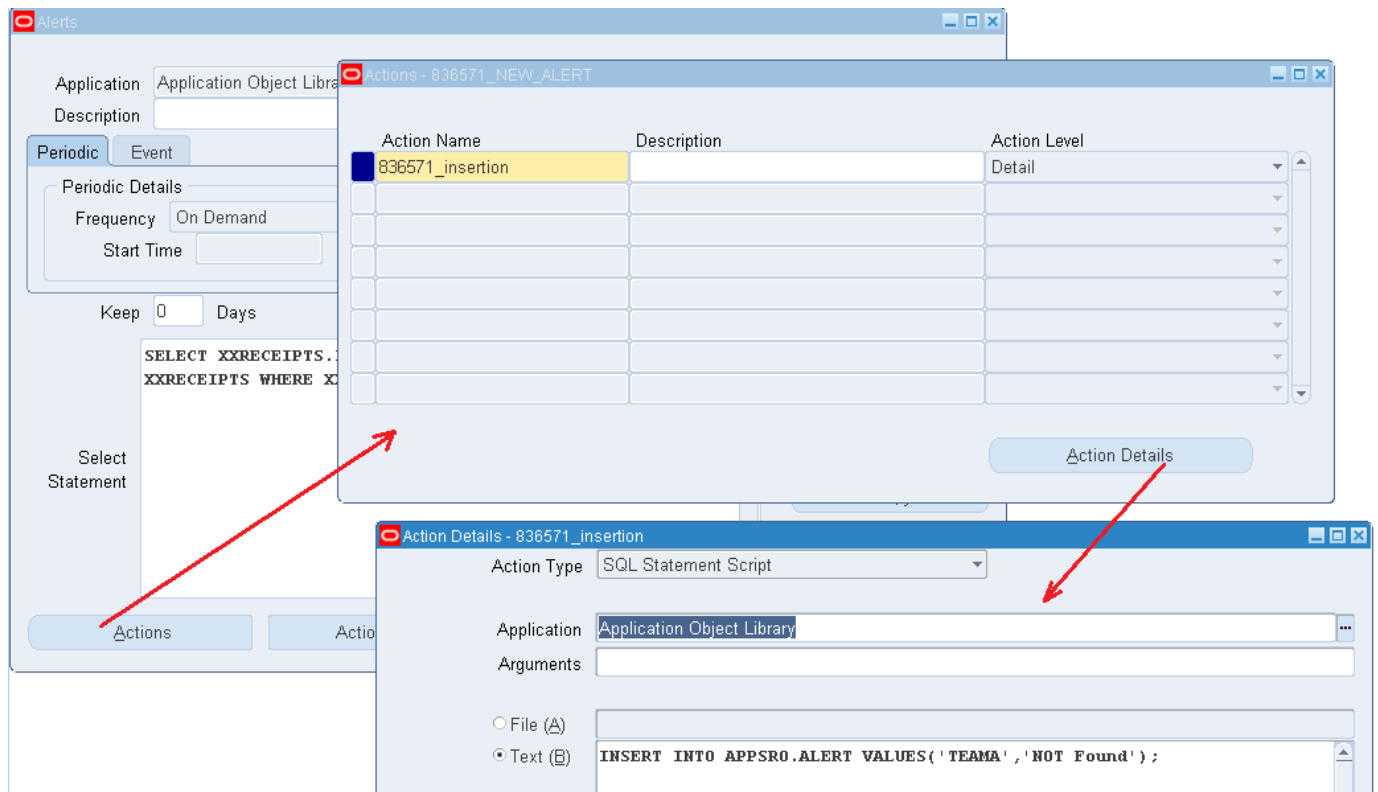 Alerts
Application Application Object Libra
Description
Periodic Event
Periodic Details
Frequency On Demand
Start Time
Keep 0 Days
SELECT XXRECEIPTS.
XXRECEIPTS WHERE
Select
Statement
Actions
Actio
Actions - 836571_NEW_ALERT
Action Name Description Action Level
836571_insertion Detail
Action Details
Action Details - 836571_insertion
Action Type SQL Statement Script
Application Application Object Library
Arguments
File (A)
Text (B) INSERT INTO APPSRO.ALERT VALUES('TEAMA','NOT Found');